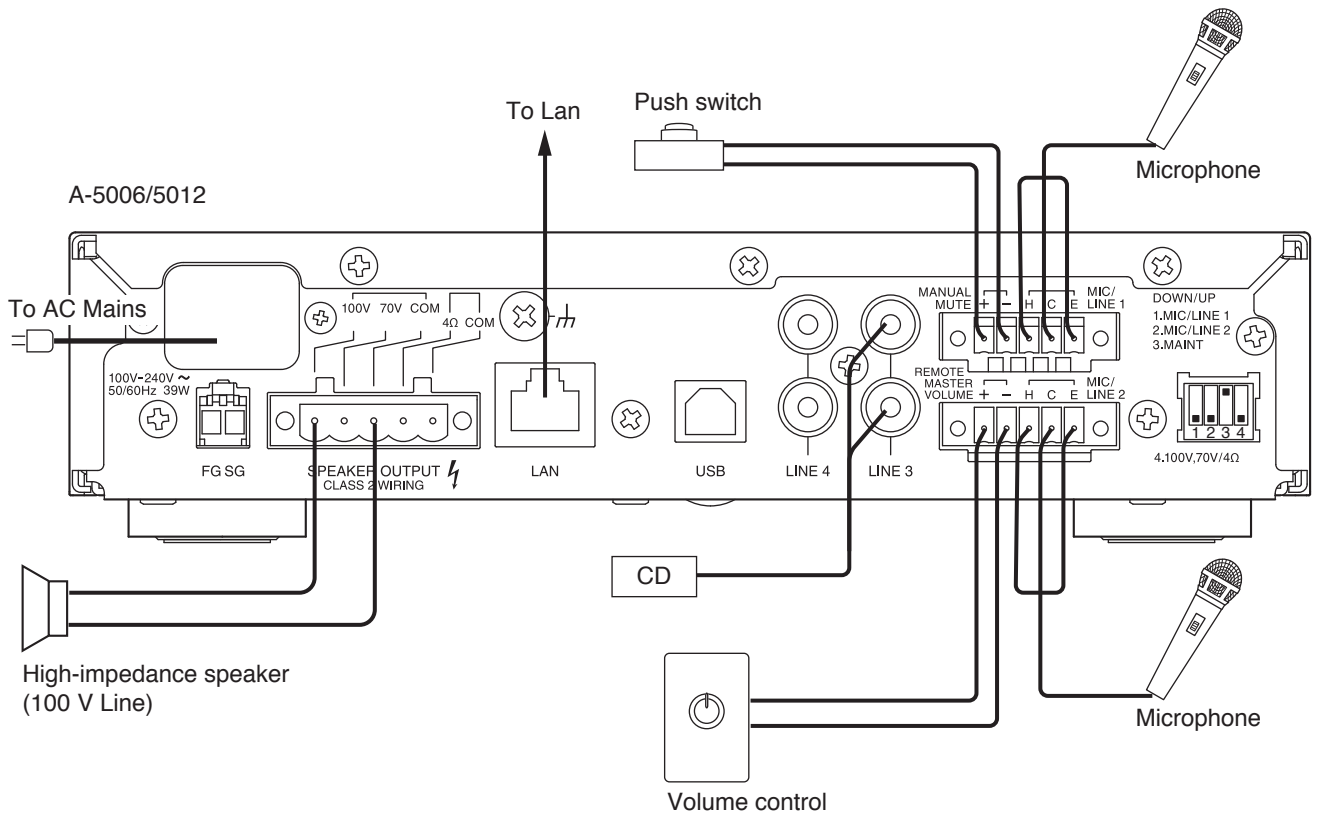 Push switch
To Lan
Microphone
A-5006/5012
To AC Mains
100V 70V COM
4Ω COM
MANUAL
MUTE + − H C E MIC/
LINE 1
DOWN/UP
1.MIC/LINE 1
2.MIC/LINE 2
3.MAINT
100V-240V ~
50/60Hz 39W
REMOTE
MASTER
VOLUME + − H C E MIC/
LINE 2
1 2 3 4
4.100V,70V/4Ω
FG SG
SPEAKER OUTPUT
CLASS 2 WIRING
LAN
USB
LINE 4
LINE 3
CD
High-impedance speaker
(100 V Line)
Microphone
Volume control